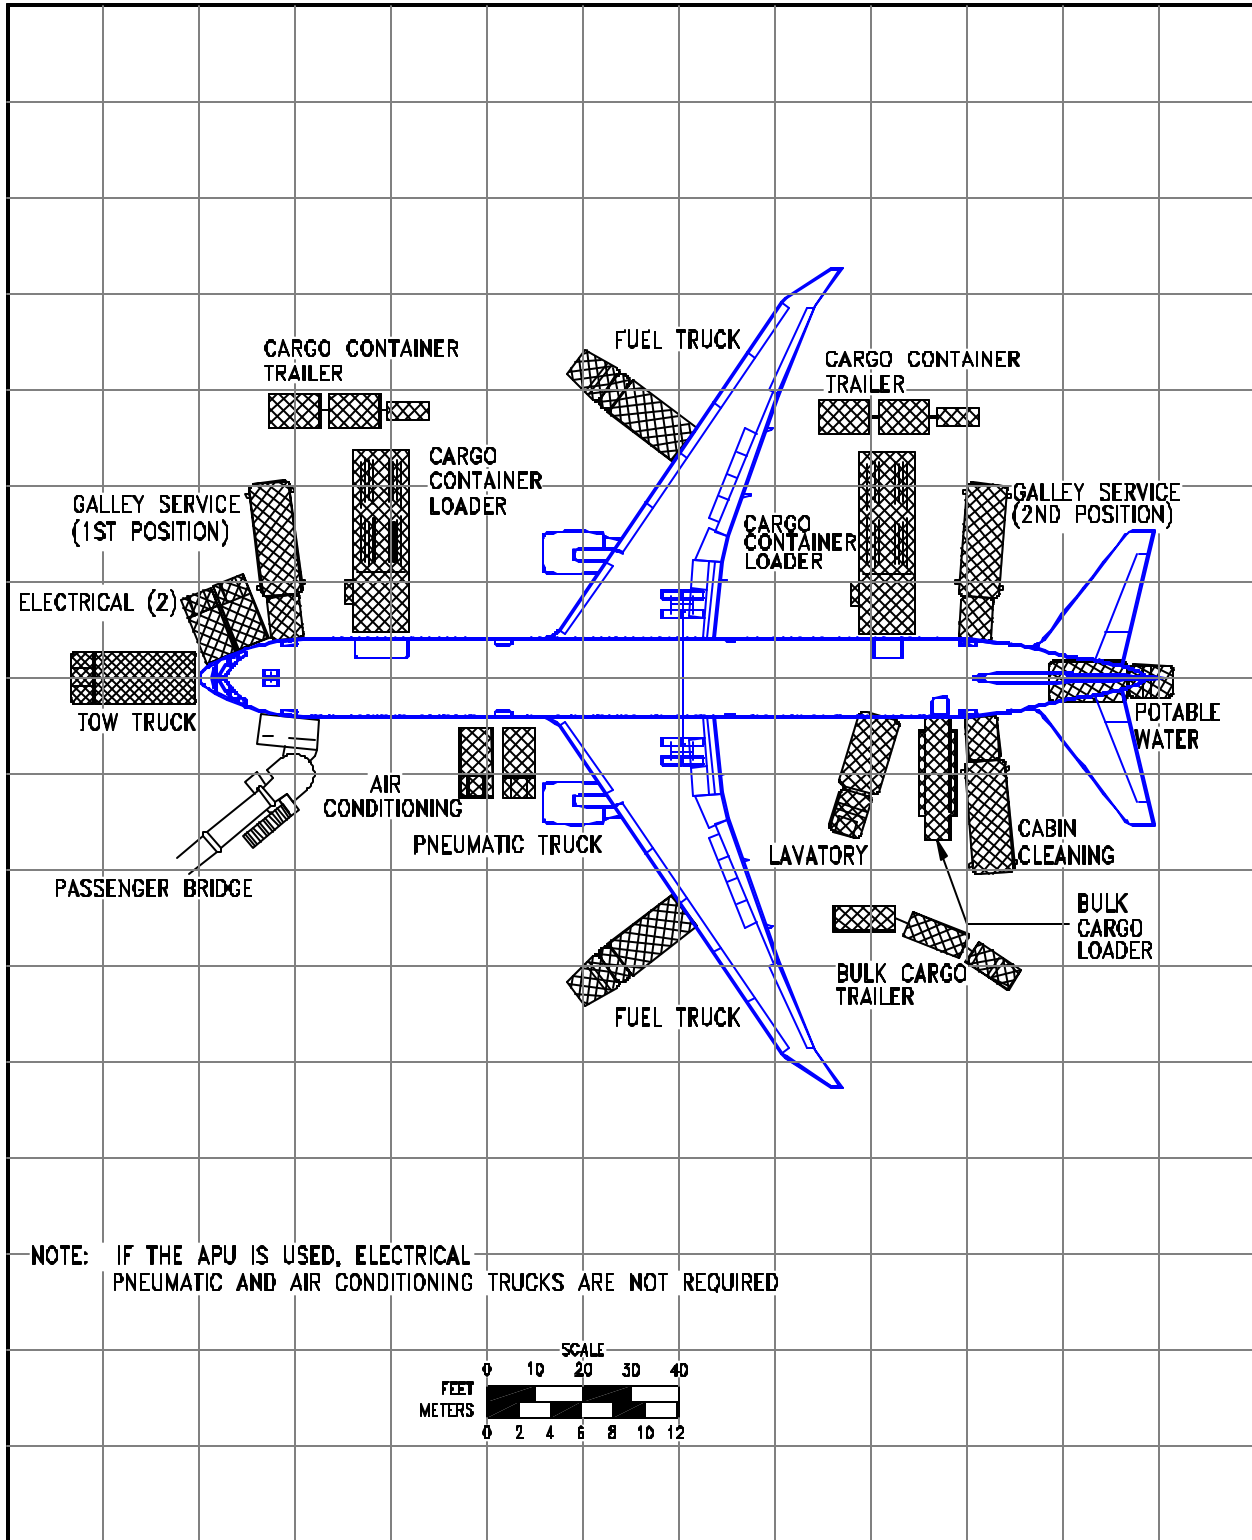 FUEL TRUCK
CARGO CONTAINER
TRAILER
CARGO CONTAINER
TRAILER
CARGO
CONTAINER
LOADER
GALLEY SERVICE
(1ST POSITION)
GALLEY SERVICE
(2ND POSITION)
CARGO
CONTAINER
LOADER
ELECTRICAL (2)
TOW TRUCK
POTABLE
WATER
AIR
CONDITIONING
PNEUMATIC TRUCK
LAVATORY
CABIN
CLEANING
PASSENGER BRIDGE
BULK
CARGO
LOADER
BULK CARGO
TRAILER
FUEL TRUCK
NOTE: IF THE APU IS USED, ELECTRICAL
PNEUMATIC AND AIR CONDITIONING TRUCKS ARE NOT REQUIRED
SCALE
0 10 20 30 40
FEET
METERS
0 2 4 6 8 10 12